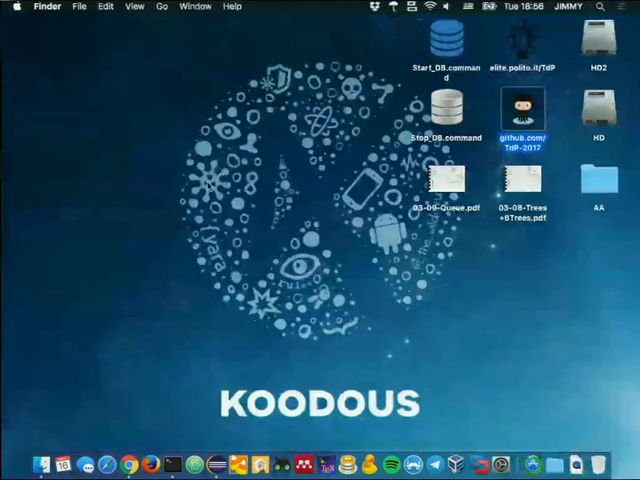 Finder File Edit View Go Window Help Tue 18:56 JIMMY
Start_DB.comman
d
elite.polito.it/TdP
HD2
Stop_DB.command
github.com/
TdP-2017
HD
03-09-Queue.pdf
03-08-Trees
+BTrees.pdf
AA
KOODOUS
16